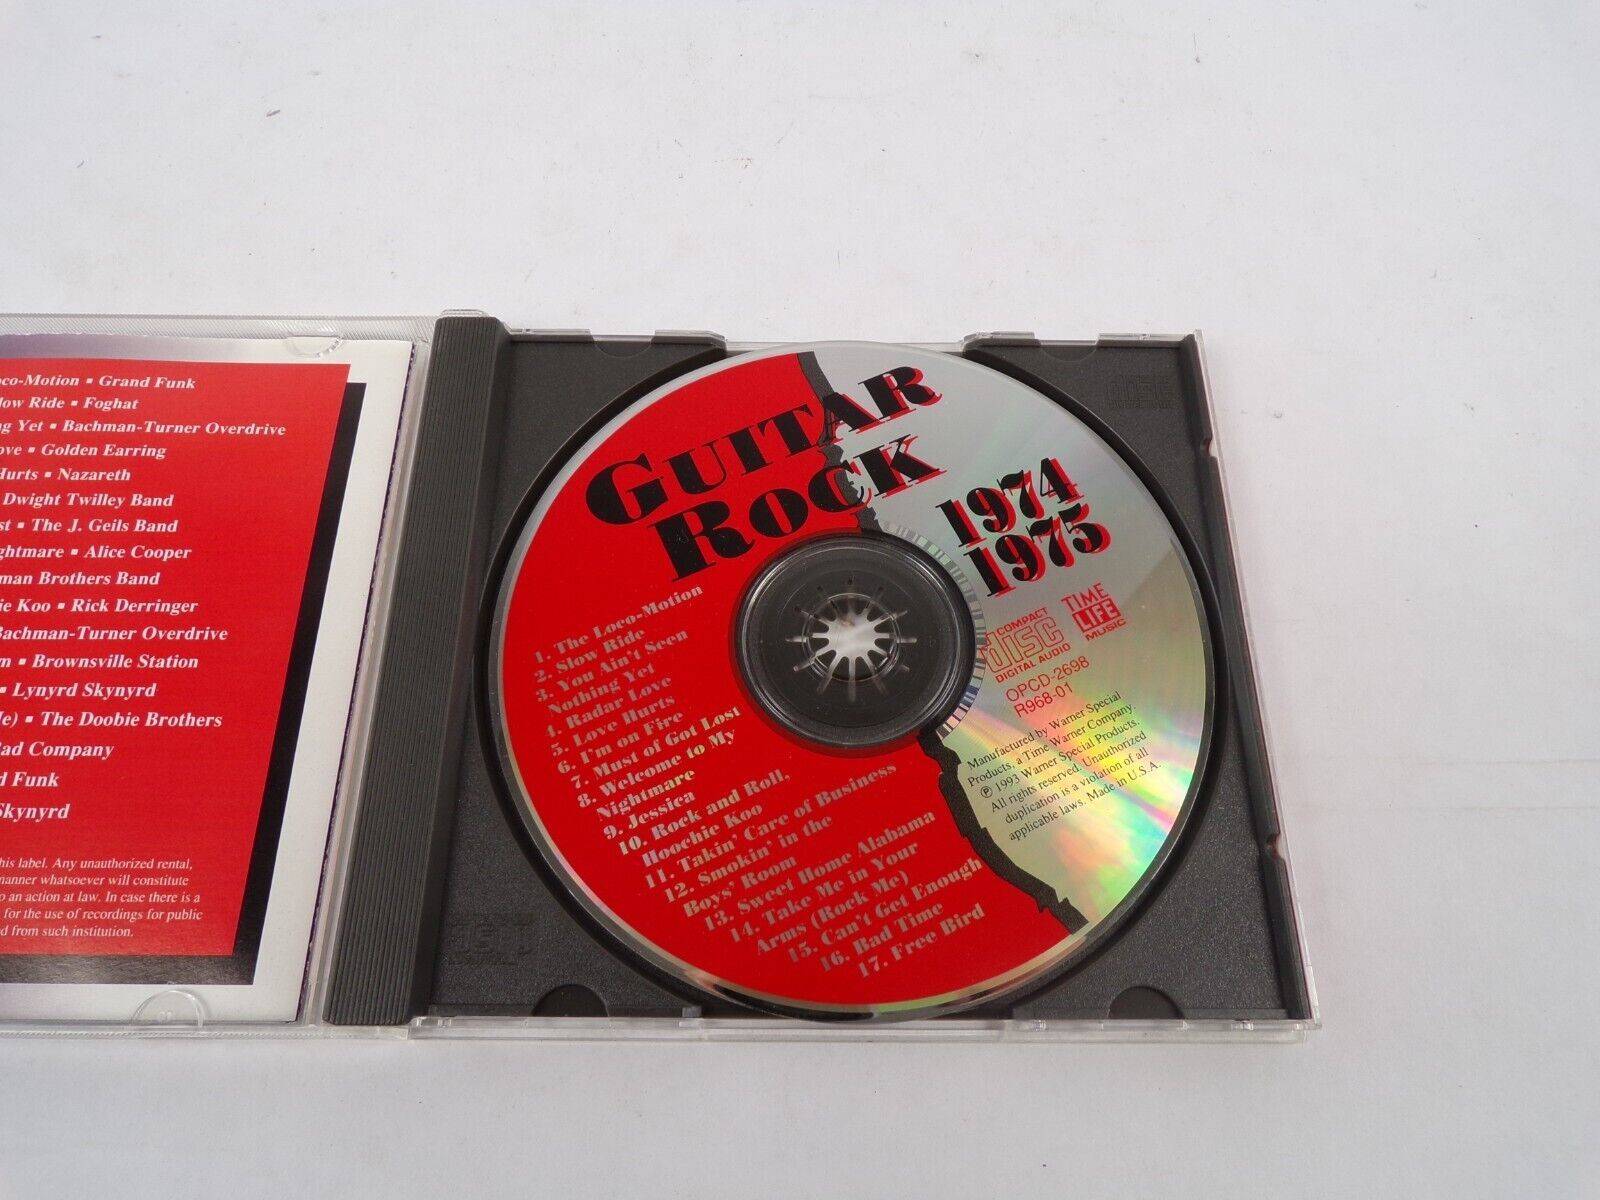 oco-Motion ▪ Grand Funk
low Ride ▪ Foghat
ng Yet ▪ Bachman-Turner Overdrive
ove ▪ Golden Earring
Hurts ▪ Nazareth
Dwight Twilley Band
st ▪ The J. Geils Band
ightmare ▪ Alice Cooper
man Brothers Band
ie Koo ▪ Rick Derringer
Bachman-Turner Overdrive
m ▪ Brownsville Station
▪ Lynyrd Skynyrd
Me) ▪ The Doobie Brothers
Bad Company
d Funk
Skynyrd
his label. Any unauthorized rental,
manner whatsoever will constitute
o an action at law. In case there is a
for the use of recordings for public
d from such institution.
GUITAR
ROCK
1974
1975
1. The Loco-Motion
2. Slow Ride
3. You Ain't Seen
Nothing Yet
4. Radar Love
5. Love Hurts
6. I'm on Fire
7. Must of Got Lost
8. Welcome to My
Nightmare
9. Jessica
10. Rock and Roll,
Hoochie Koo
11. Takin' Care of Business
12. Smokin' in the
Boys' Room
13. Sweet Home Alabama
14. Take Me in Your
Arms (Rock Me)
15. Can't Get Enough
16. Bad Time
17. Free Bird
COMPACT
disc
DIGITAL AUDIO
TIME
LIFE
MUSIC
OPCD-2698
R968-01
Manufactured by Warner Special
Products, a Time Warner Company.
℗ 1993 Warner Special Products.
All rights reserved. Unauthorized
duplication is a violation of all
applicable laws. Made in U.S.A.